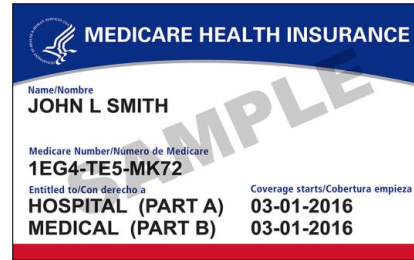 MEDICARE HEALTH INSURANCE
Name/Nombre
JOHN L SMITH
Medicare Number/Número de Medicare
1EG4-TE5-MK72
Entitled to/Con derecho a Coverage starts/Cobertura empieza
HOSPITAL (PART A) 03-01-2016
MEDICAL (PART B) 03-01-2016
SAMPLE